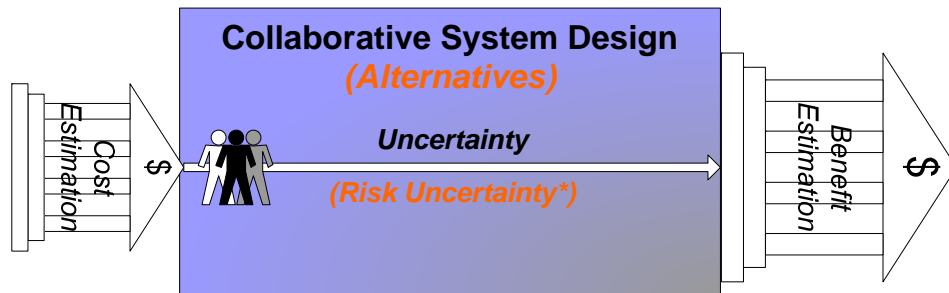 Collaborative System Design
(Alternatives)
Cost
Estimation
$
Uncertainty
(Risk Uncertainty*)
Benefit
Estimation
$